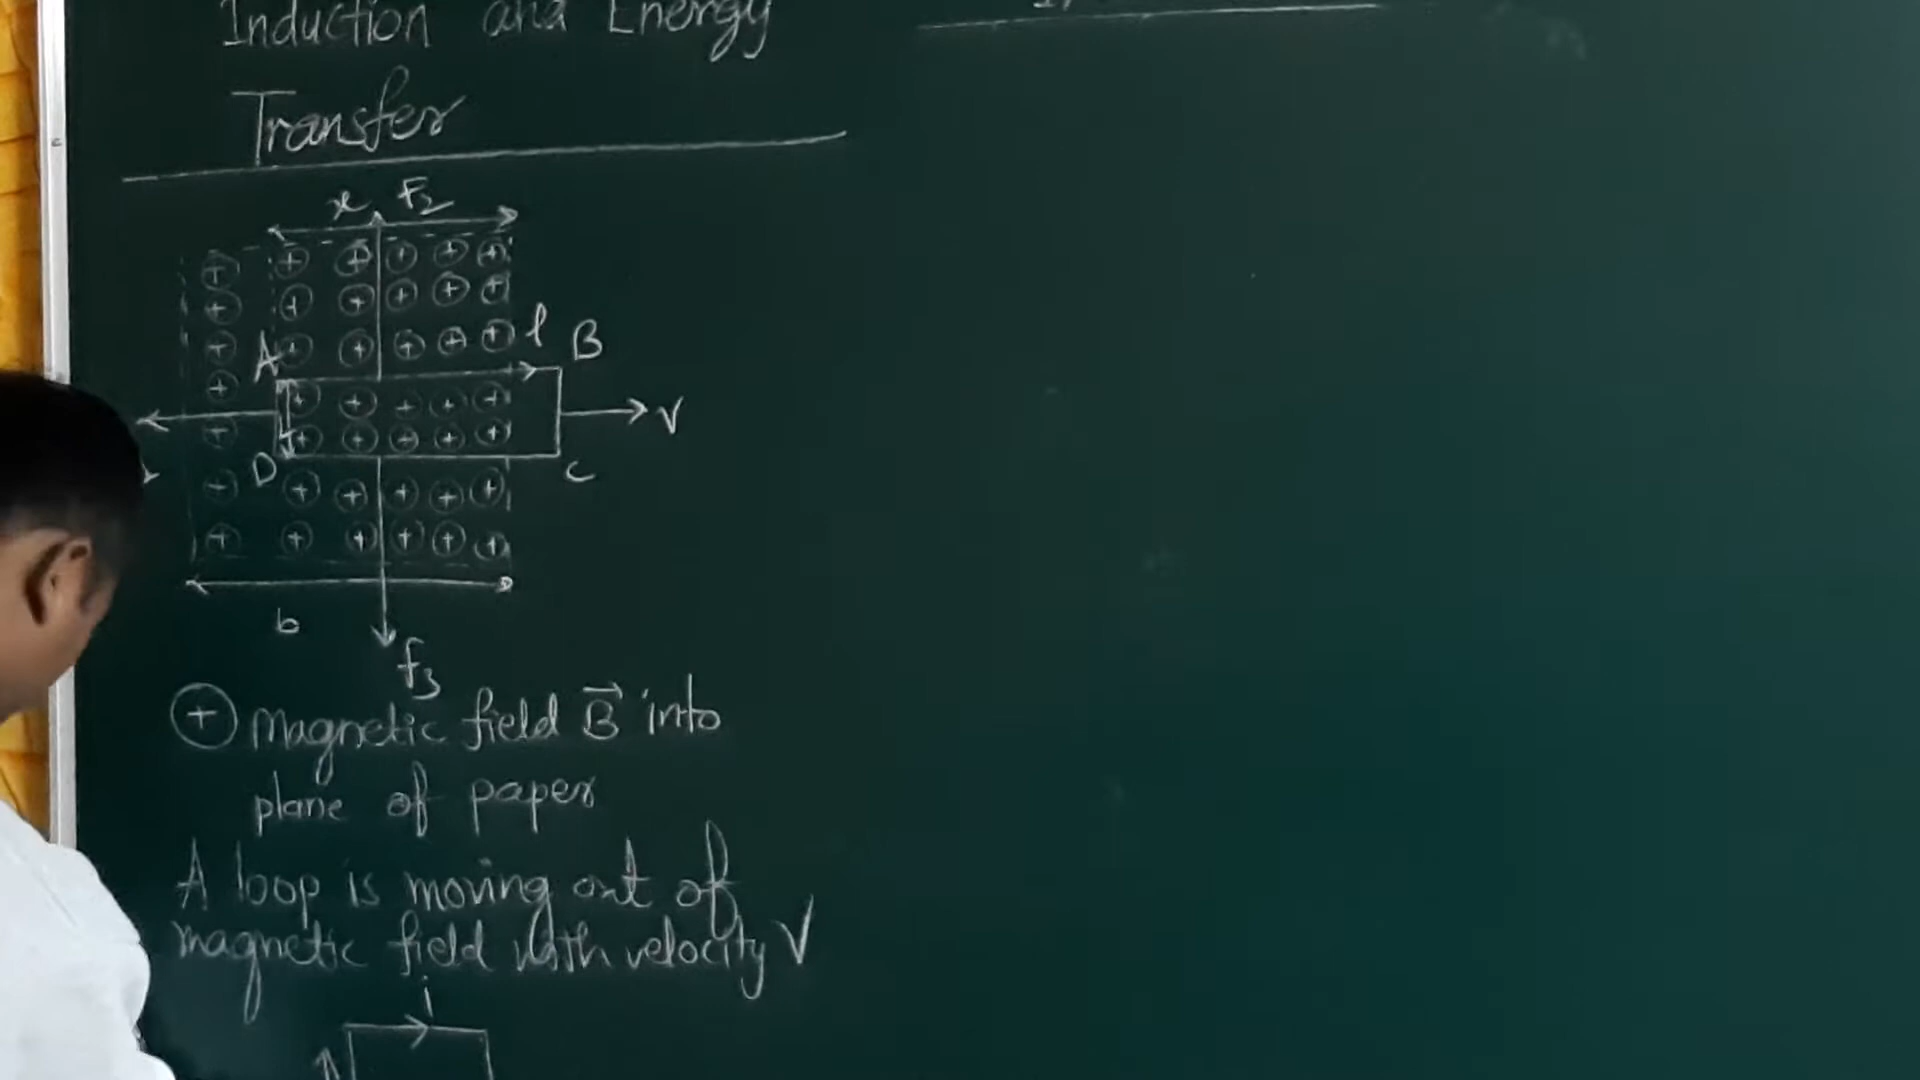 Induction and Energy
Transfer
x F2
l
A
B
V
D
C
b
f3
⊕ Magnetic field B⃗ into
plane of paper
A loop is moving out of
magnetic field with velocity V
i